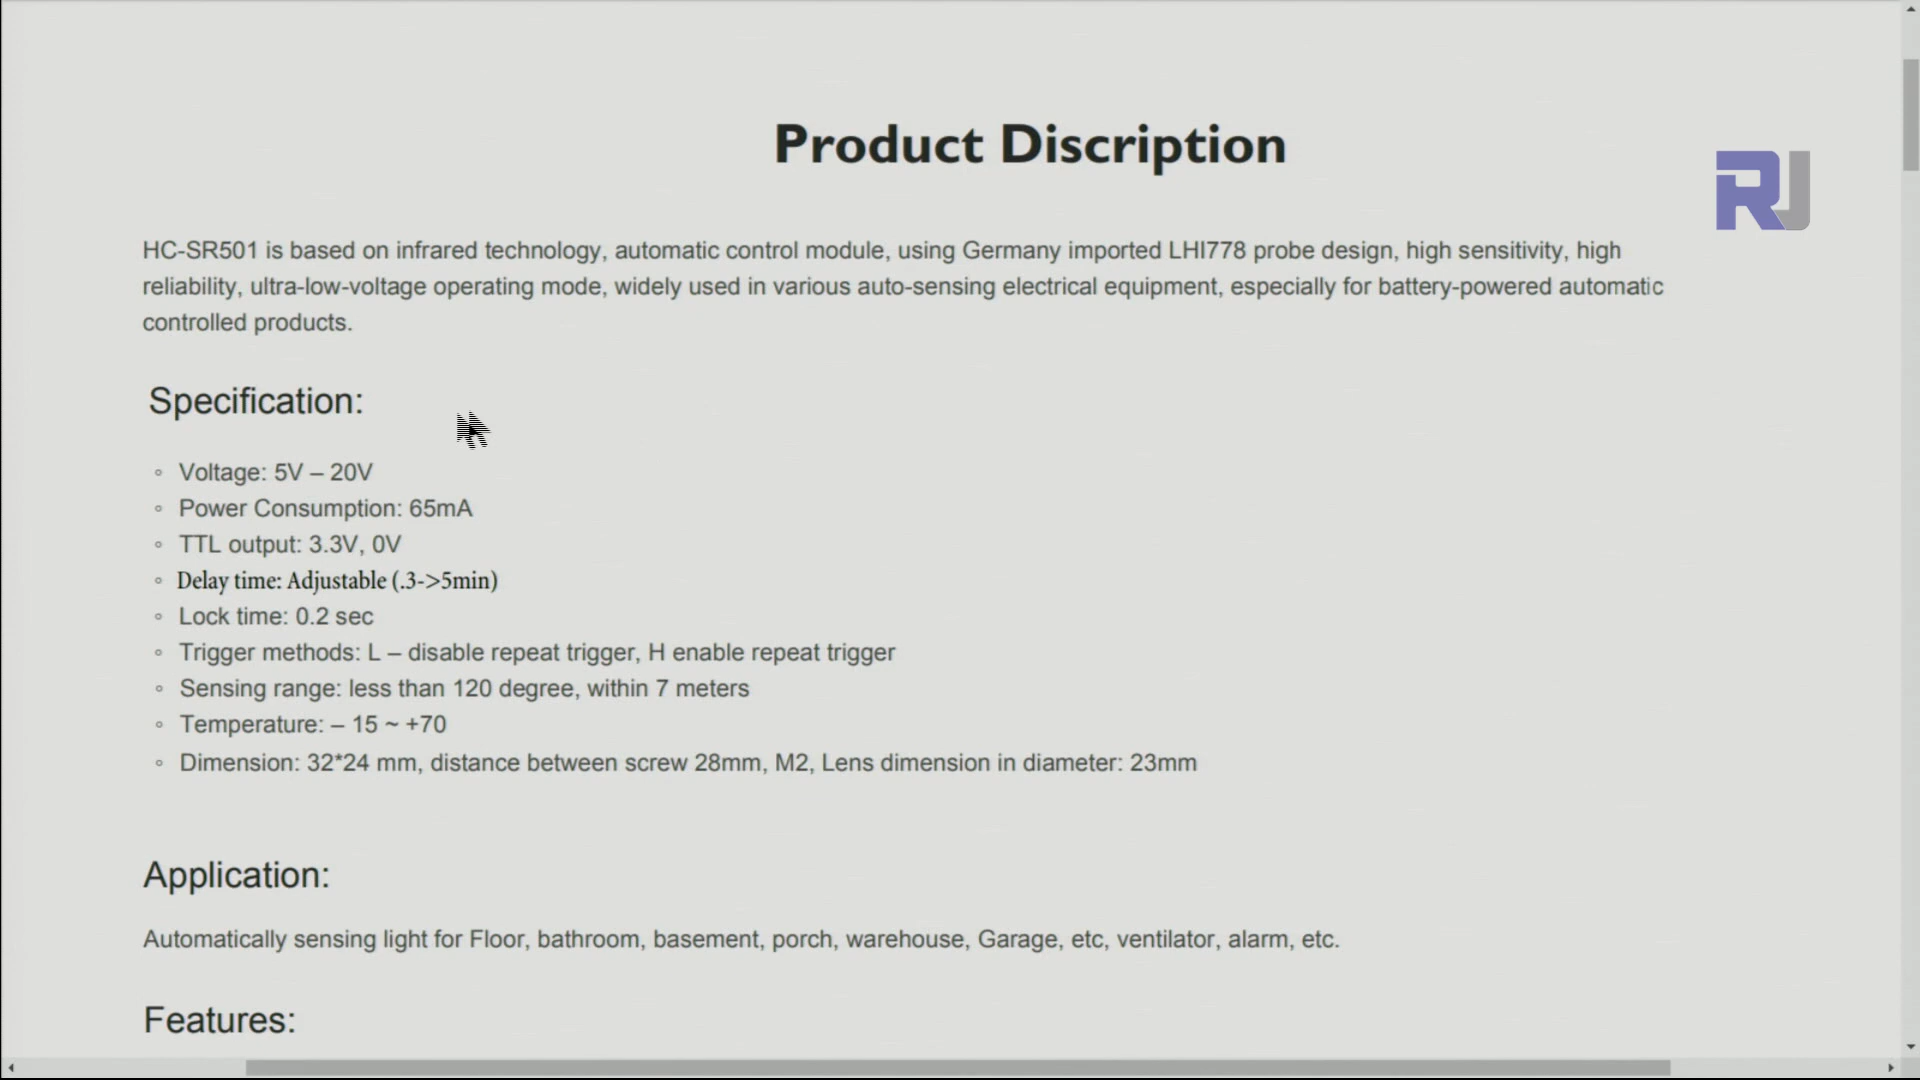 Product Discription
RJ
HC-SR501 is based on infrared technology, automatic control module, using Germany imported LHI778 probe design, high sensitivity, high
reliability, ultra-low-voltage operating mode, widely used in various auto-sensing electrical equipment, especially for battery-powered automatic
controlled products.
Specification:
◦ Voltage: 5V – 20V
◦ Power Consumption: 65mA
◦ TTL output: 3.3V, 0V
◦ Delay time: Adjustable (.3->5min)
◦ Lock time: 0.2 sec
◦ Trigger methods: L – disable repeat trigger, H enable repeat trigger
◦ Sensing range: less than 120 degree, within 7 meters
◦ Temperature: – 15 ~ +70
◦ Dimension: 32*24 mm, distance between screw 28mm, M2, Lens dimension in diameter: 23mm
Application:
Automatically sensing light for Floor, bathroom, basement, porch, warehouse, Garage, etc, ventilator, alarm, etc.
Features: